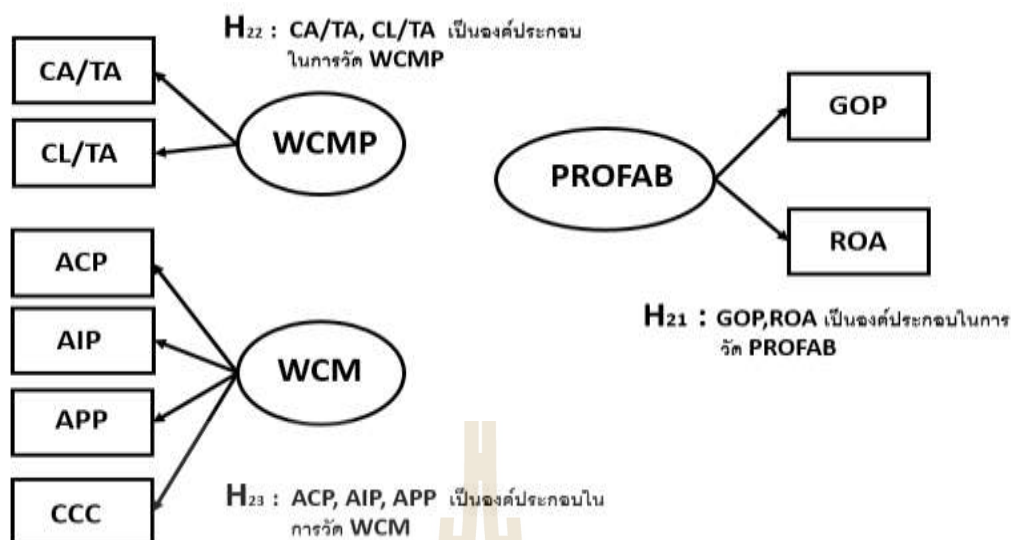 H22 : CA/TA, CL/TA เป็นองค์ประกอบ
ในการวัด WCMP
CA/TA
CL/TA
WCMP
GOP
PROFAB
ROA
ACP
AIP
APP
CCC
WCM
H21 : GOP,ROA เป็นองค์ประกอบในการ
วัด PROFAB
H23 : ACP, AIP, APP เป็นองค์ประกอบใน
การวัด WCM